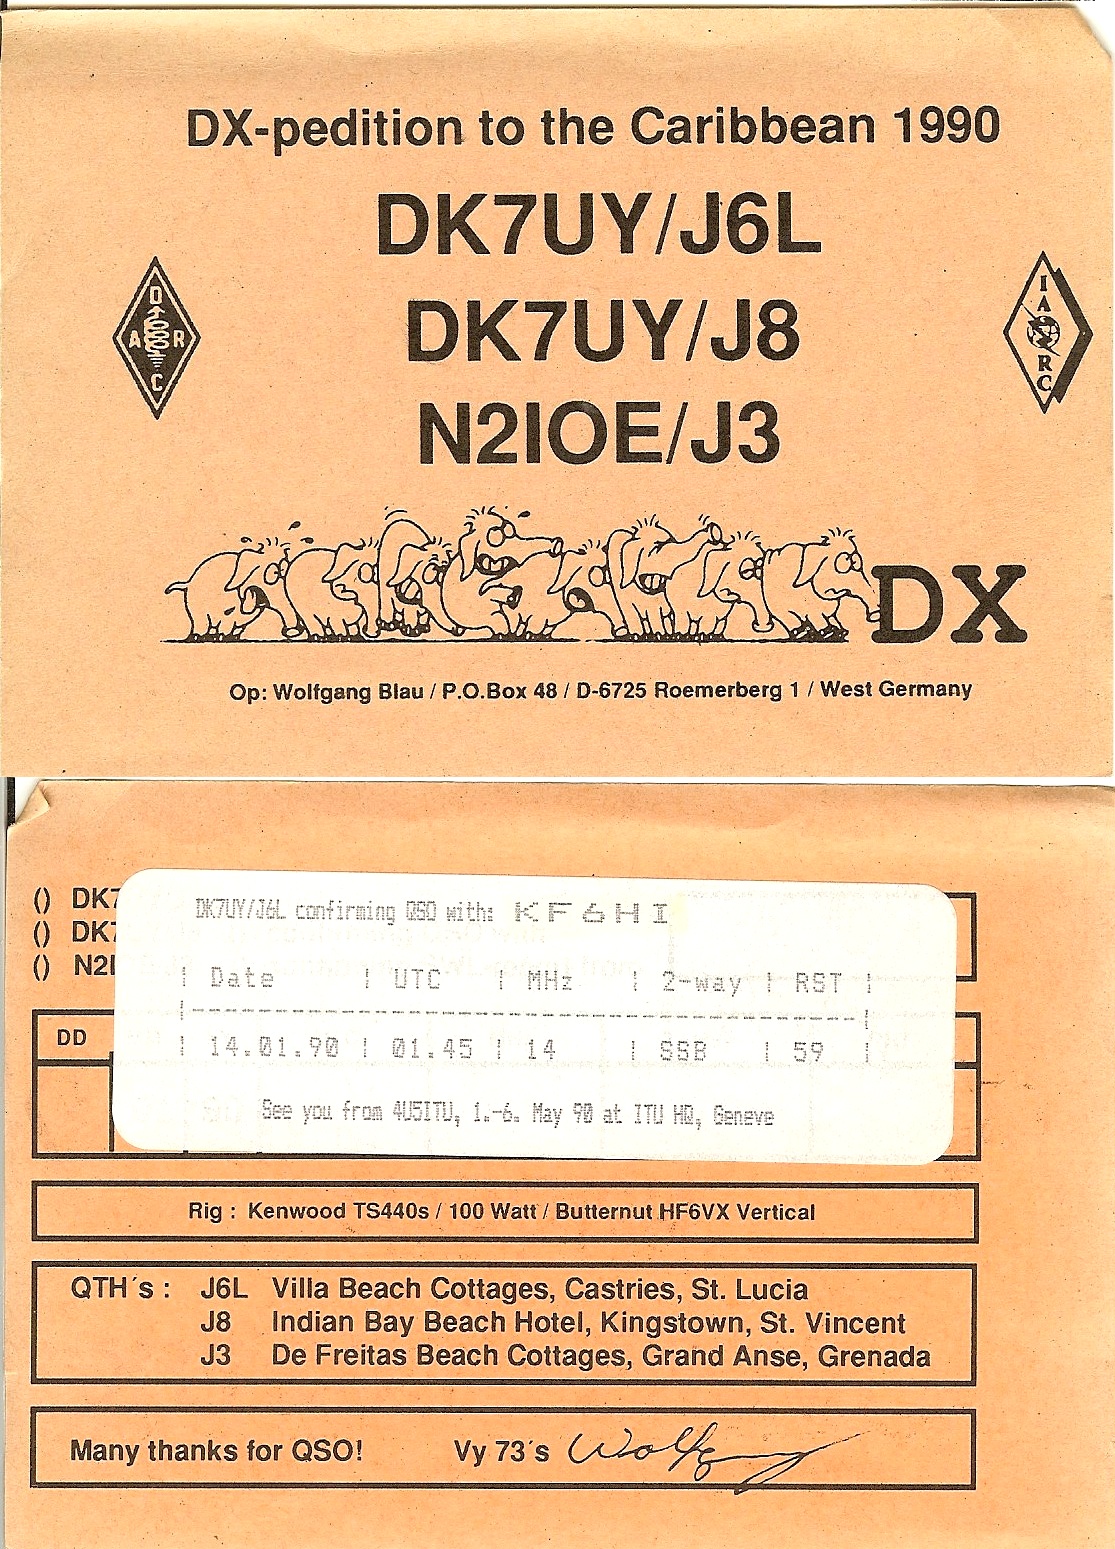 DX-pedition to the Caribbean 1990
DK7UY/J6L
DK7UY/J8
N2IOE/J3
DARC
IARC
DX
Op: Wolfgang Blau / P.O.Box 48 / D-6725 Roemerberg 1 / West Germany
() DK7
() DK7
() N2I
DK7UY/J6L confirming QSO with: KF6HI
| Date | UTC | MHz | 2-way | RST |
DD
| 14.01.90 | 01.45 | 14 | SSB | 59 |
See you from 4U5ITU, 1.-6. May 90 at ITU HQ, Geneve
Rig : Kenwood TS440s / 100 Watt / Butternut HF6VX Vertical
QTH´s : J6L Villa Beach Cottages, Castries, St. Lucia
J8 Indian Bay Beach Hotel, Kingstown, St. Vincent
J3 De Freitas Beach Cottages, Grand Anse, Grenada
Many thanks for QSO! Vy 73´s Wolfgang